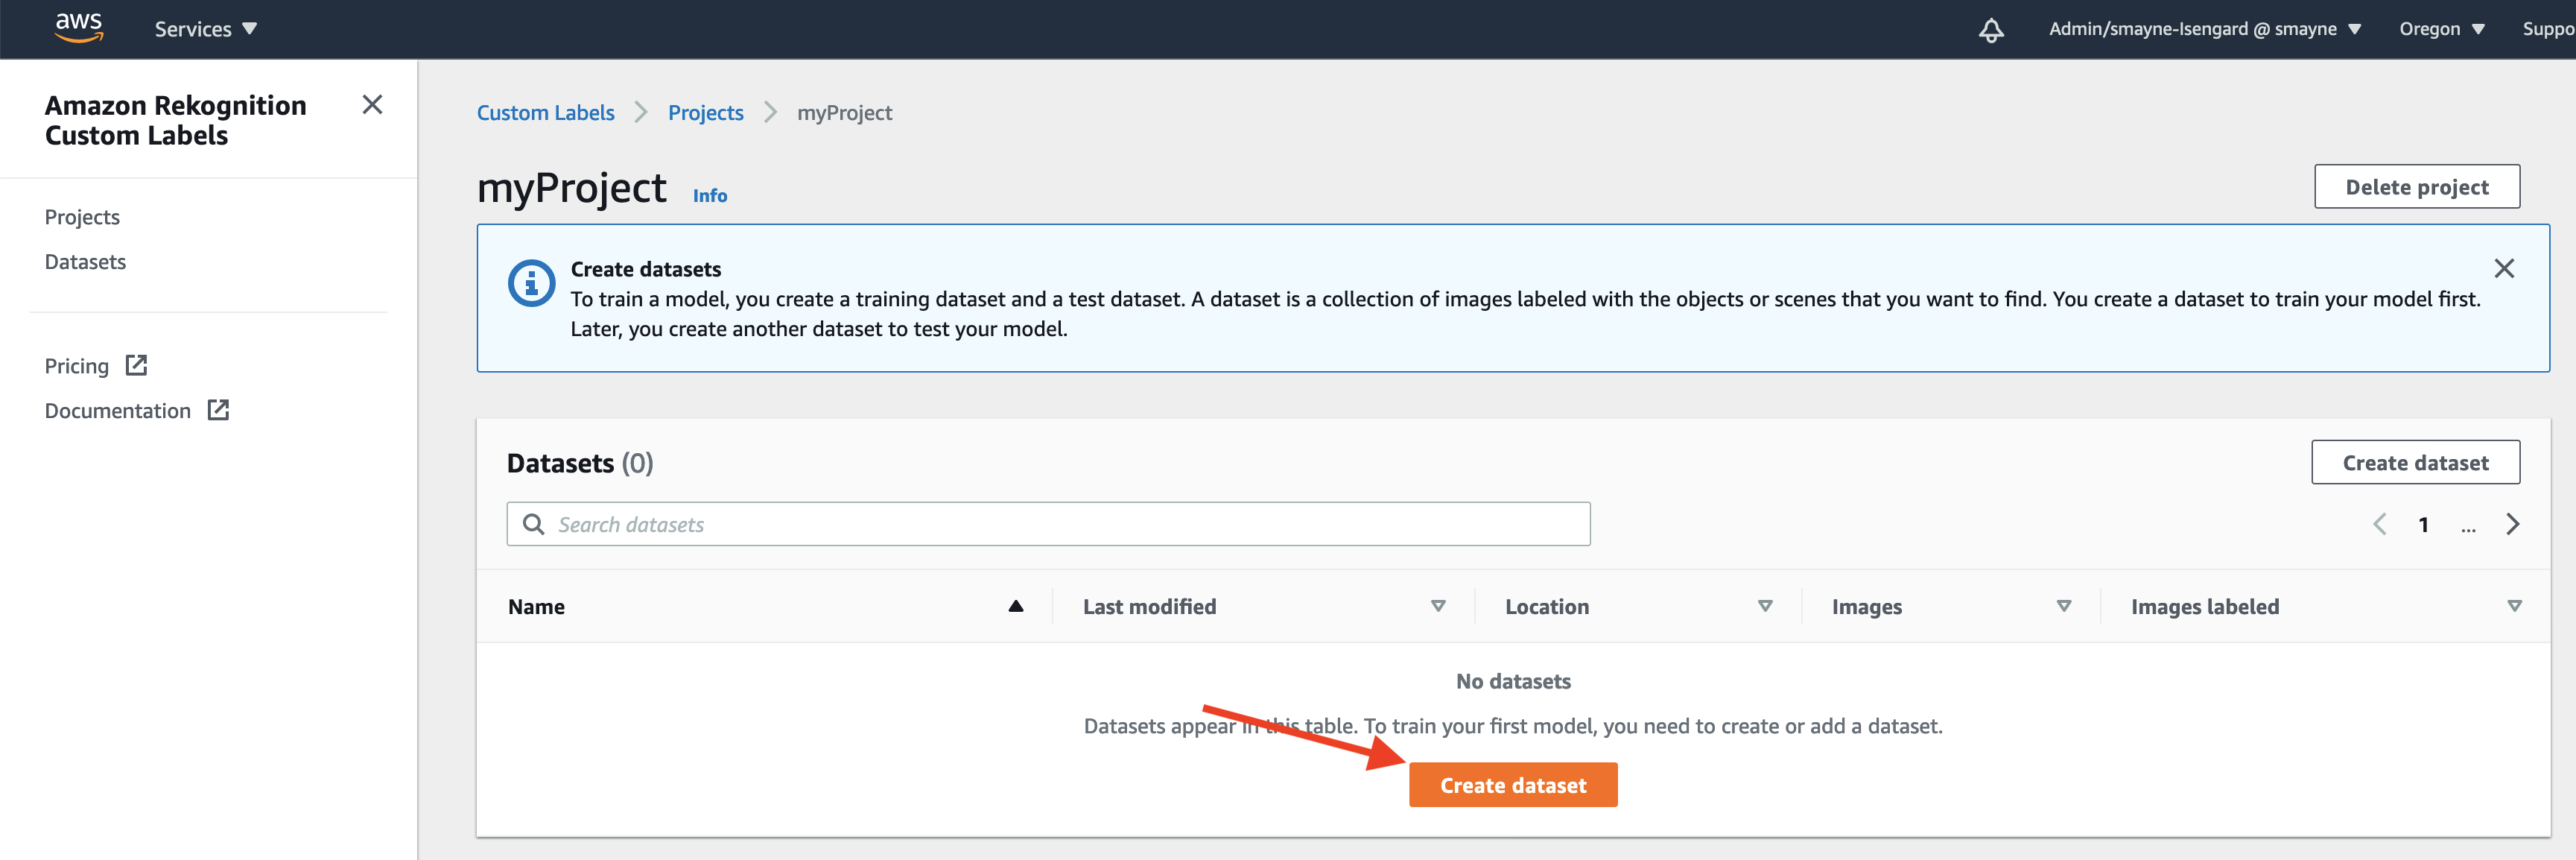 aws
Services
Admin/smayne-Isengard @ smayne
Oregon
Suppo
Amazon Rekognition
Custom Labels
Projects
Datasets
Pricing
Documentation
Custom Labels
Projects
myProject
myProject
Info
Delete project
Create datasets
To train a model, you create a training dataset and a test dataset. A dataset is a collection of images labeled with the objects or scenes that you want to find. You create a dataset to train your model first.
Later, you create another dataset to test your model.
Datasets (0)
Create dataset
Search datasets
1 ...
Name
Last modified
Location
Images
Images labeled
No datasets
Datasets appear in this table. To train your first model, you need to create or add a dataset.
Create dataset